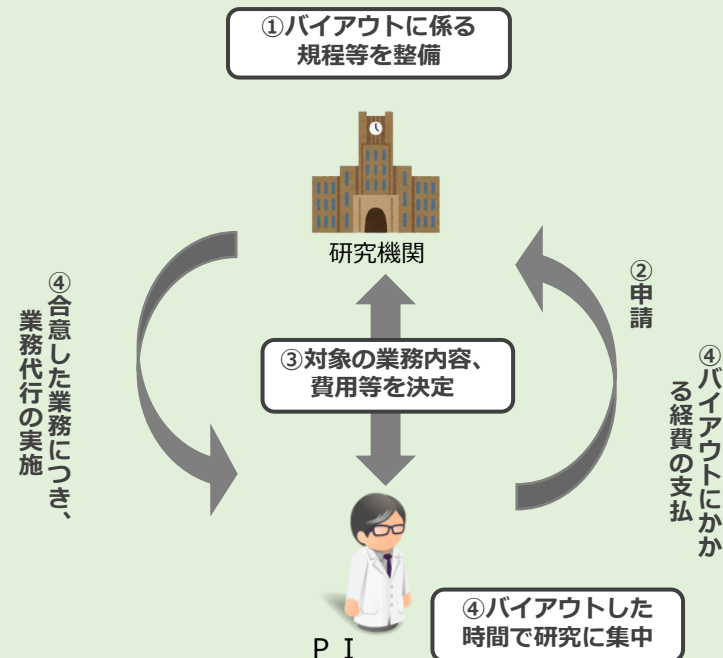 ①バイアウトに係る
規程等を整備
研究機関
②申請
③対象の業務内容、
費用等を決定
④合意した業務につき、
業務代行の実施
④バイアウトにかか
る経費の支払
④バイアウトした
時間で研究に集中
ＰＩ